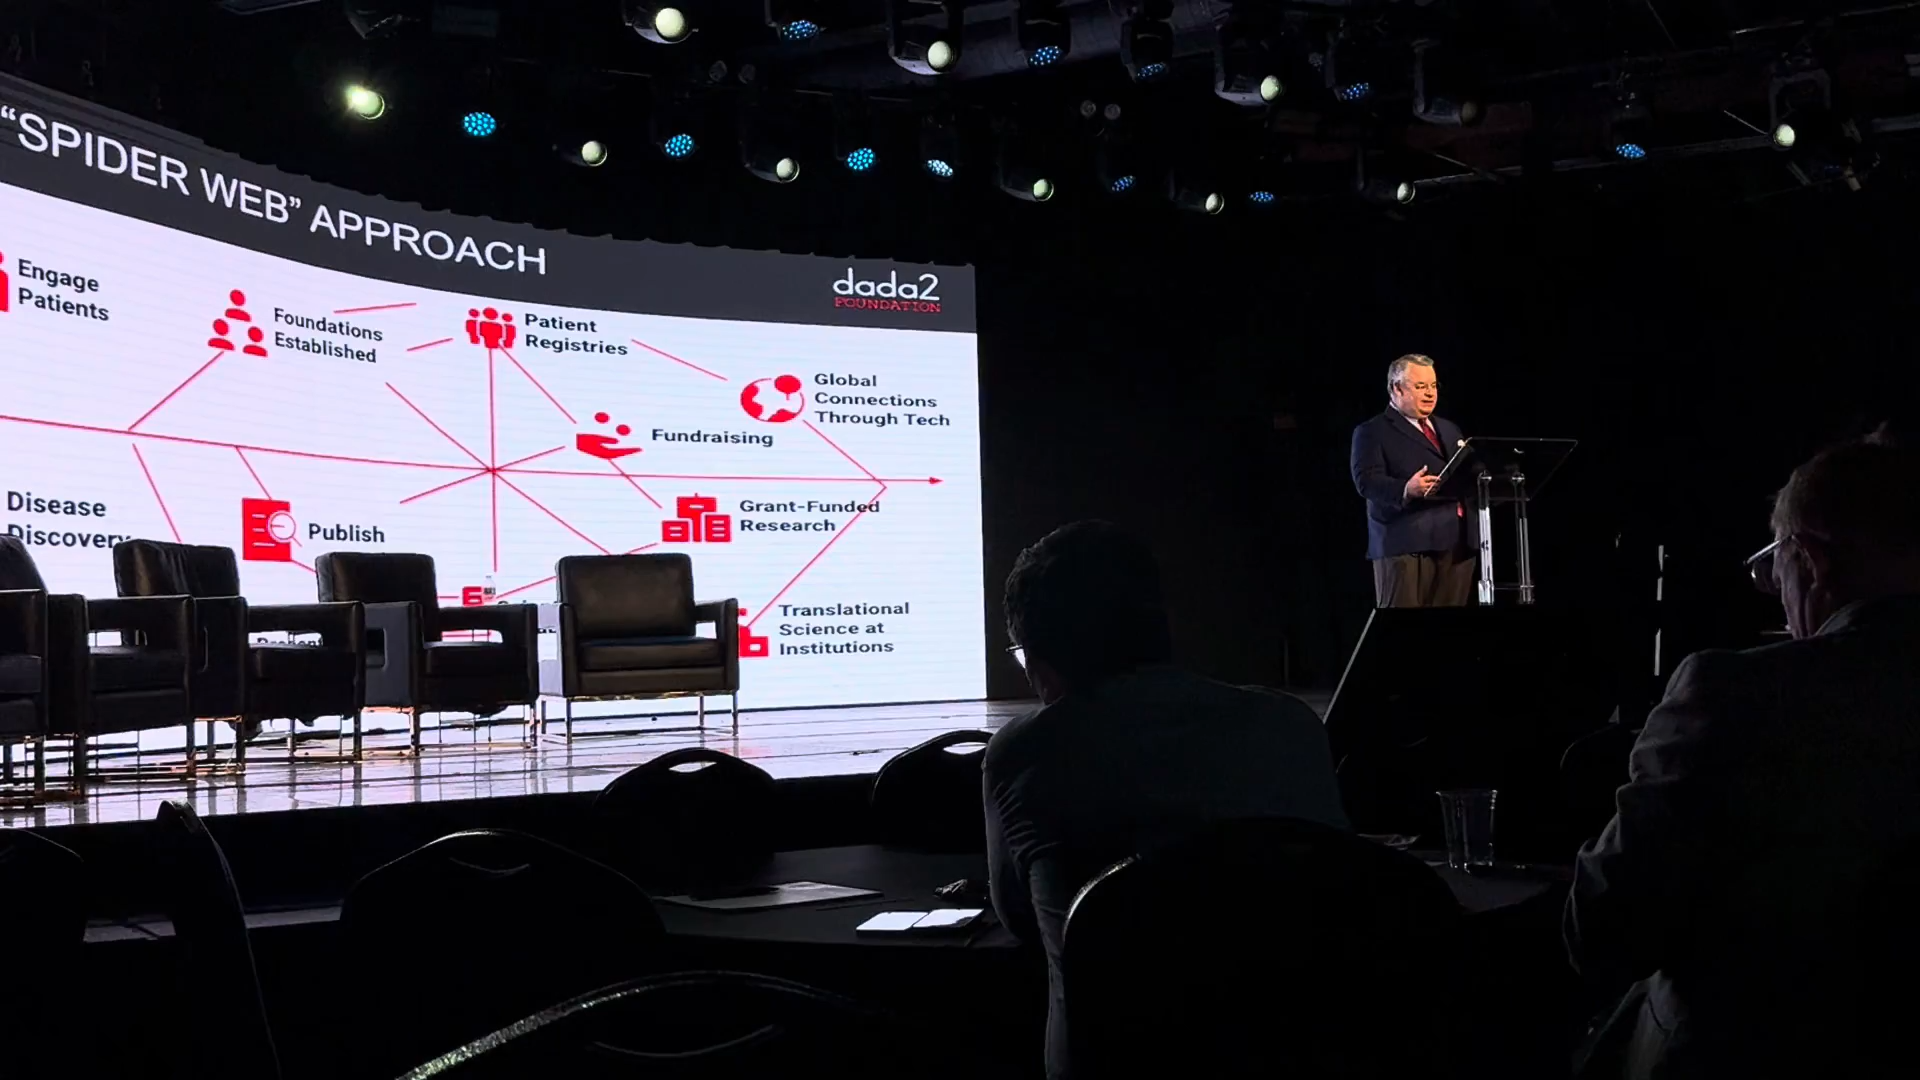 “SPIDER WEB” APPROACH
dada2
FOUNDATION
Engage
Patients
Foundations
Established
Patient
Registries
Global
Connections
Through Tech
Fundraising
Disease
Discovery
Publish
Grant-Funded
Research
Translational
Science at
Institutions